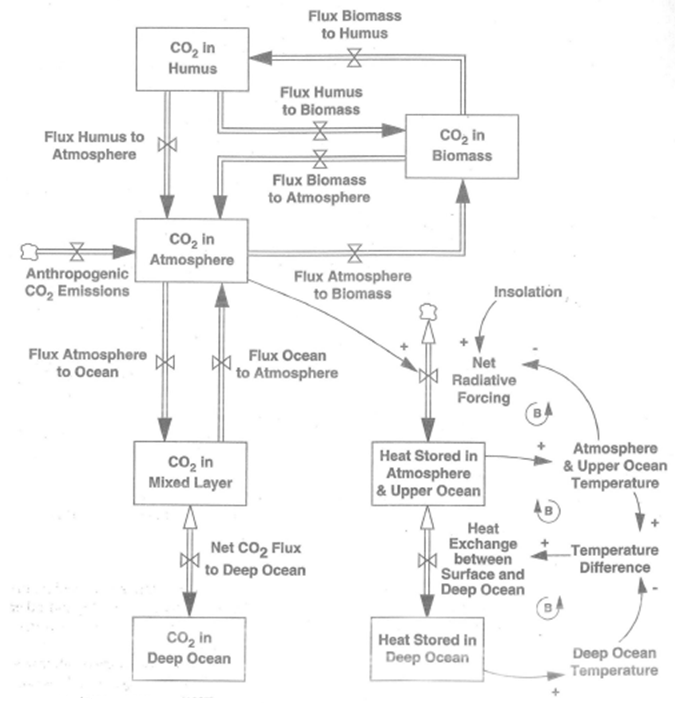 Flux Biomass
to Humus
CO2 in
Humus
Flux Humus
to Biomass
CO2 in
Biomass
Flux Humus to
Atmosphere
Flux Biomass
to Atmosphere
CO2 in
Atmosphere
Anthropogenic
CO2 Emissions
Flux Atmosphere
to Biomass
Insolation
+
+
-
Net
Radiative
Forcing
Flux Atmosphere
to Ocean
Flux Ocean
to Atmosphere
B
CO2 in
Mixed Layer
Heat Stored in
Atmosphere
& Upper Ocean
+
Atmosphere
& Upper Ocean
Temperature
B
+
Net CO2 Flux
to Deep Ocean
Heat
Exchange
between
Surface and
Deep Ocean
+
Temperature
Difference
-
B
CO2 in
Deep Ocean
Heat Stored in
Deep Ocean
Deep Ocean
Temperature
+